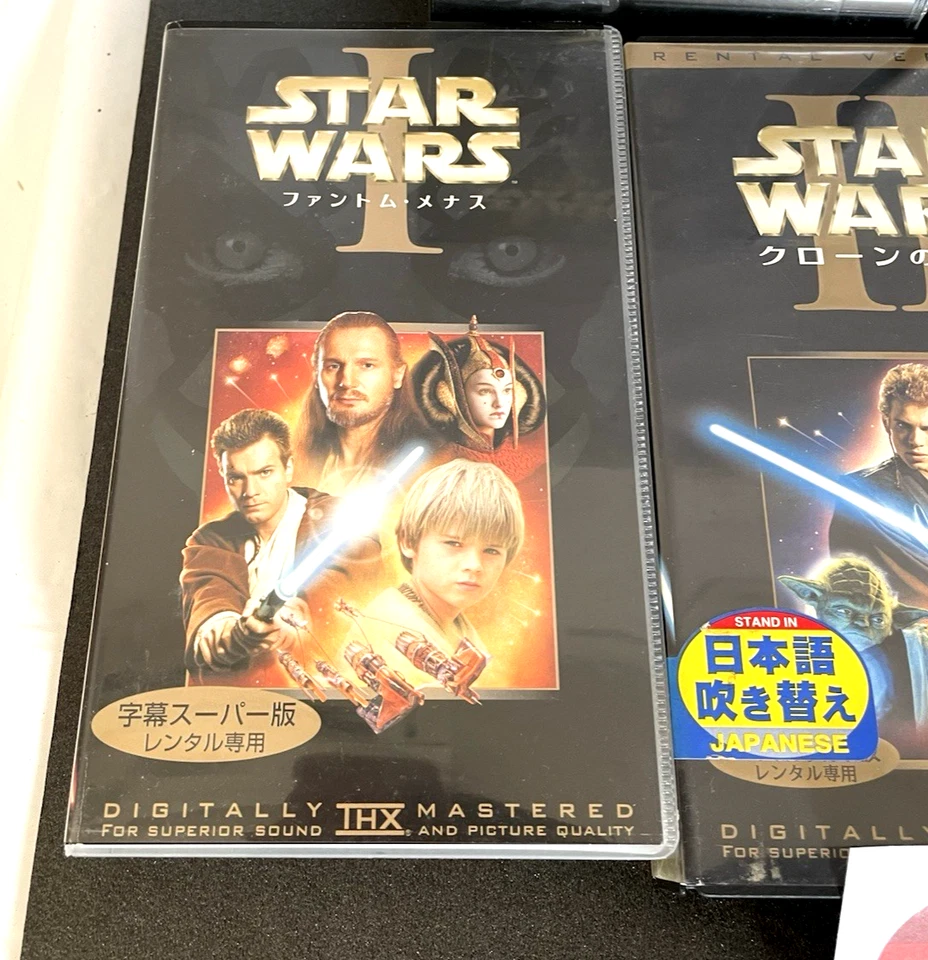 I
STAR
WARS
ファントム・メナス
字幕スーパー版
レンタル専用
DIGITALLY THX MASTERED
FOR SUPERIOR SOUND AND PICTURE QUALITY
RENTAL VE
II
STA
WAR
クローンの
STAND IN
日本語
吹き替え
JAPANESE
レンタル専用
DIGITALLY
FOR SUPERIO